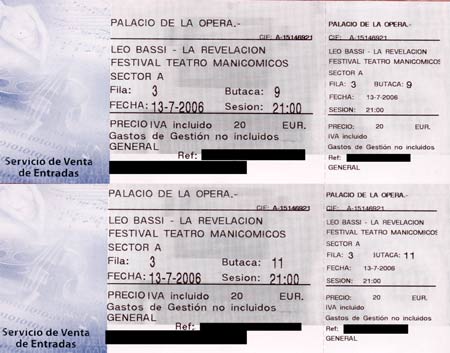 PALACIO DE LA OPERA.-
CIF: A-15146921
LEO BASSI - LA REVELACION
FESTIVAL TEATRO MANICOMICOS
SECTOR A
Fila: 3 Butaca: 9
FECHA: 13-7-2006 Sesion: 21:00
PRECIO IVA incluido 20 EUR.
Gastos de Gestión no incluidos
GENERAL
Ref:
Servicio de Venta
de Entradas
PALACIO DE LA OPERA.-
CIF: A-15146921
LEO BASSI - LA REVELACION
FESTIVAL TEATRO MANICOMICOS
SECTOR A
FILA: 3 BUTACA: 9
FECHA: 13-7-2006
SESION: 21:00
PRECIO: 20 EUR.
IVA incluido
Gastos de Gestión no incluidos
Ref:
GENERAL
PALACIO DE LA OPERA.-
CIF: A-15146921
LEO BASSI - LA REVELACION
FESTIVAL TEATRO MANICOMICOS
SECTOR A
Fila: 3 Butaca: 11
FECHA: 13-7-2006 Sesion: 21:00
PRECIO IVA incluido 20 EUR.
Gastos de Gestión no incluidos
GENERAL
Ref:
Servicio de Venta
de Entradas
PALACIO DE LA OPERA.-
CIF: A-15146921
LEO BASSI - LA REVELACION
FESTIVAL TEATRO MANICOMICOS
SECTOR A
FILA: 3 BUTACA: 11
FECHA: 13-7-2006
SESION: 21:00
PRECIO: 20 EUR.
IVA incluido
Gastos de Gestión no incluidos
Ref:
GENERAL